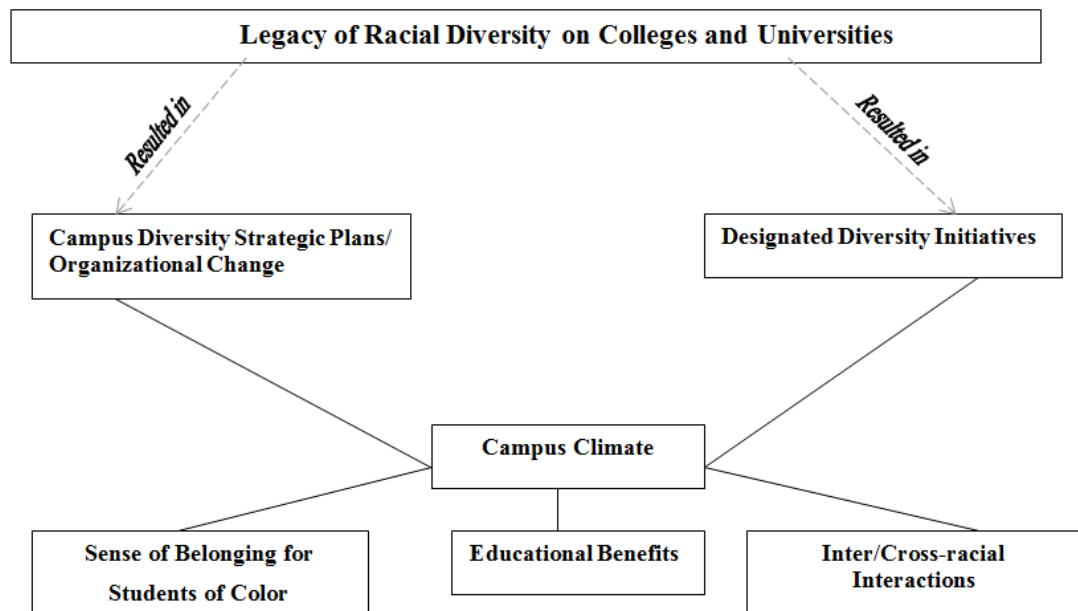 Legacy of Racial Diversity on Colleges and Universities
Resulted in
Resulted in
Campus Diversity Strategic Plans/
Organizational Change
Designated Diversity Initiatives
Campus Climate
Sense of Belonging for
Students of Color
Educational Benefits
Inter/Cross-racial
Interactions